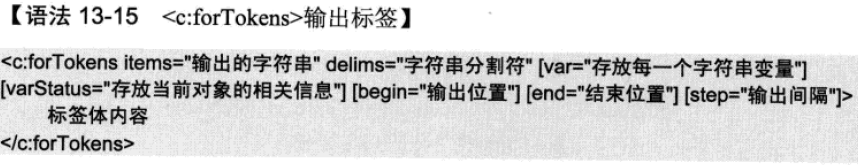 【语法 13-15 <c:forTokens>输出标签】
<c:forTokens items="输出的字符串" delims="字符串分割符" [var="存放每一个字符串变量"]
[varStatus="存放当前对象的相关信息"] [begin="输出位置"] [end="结束位置"] [step="输出间隔"]>
标签体内容
</c:forTokens>